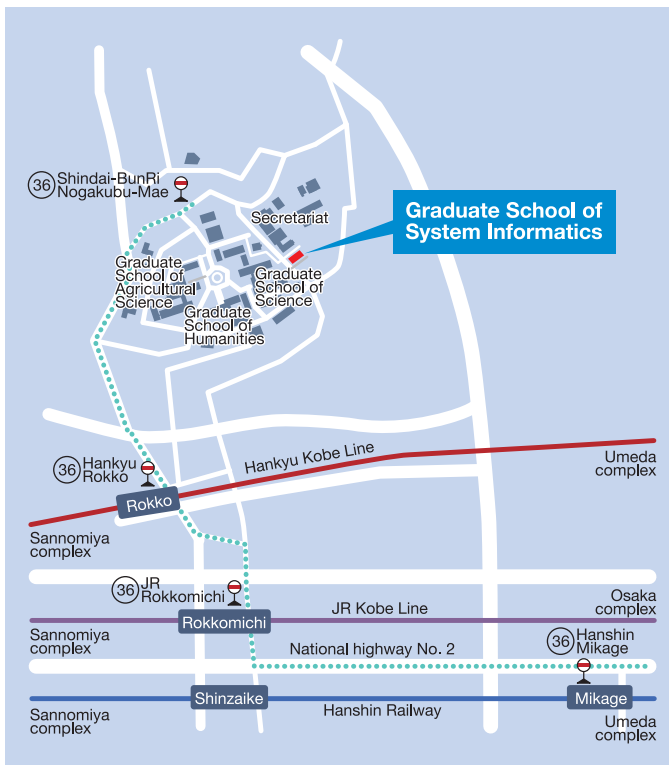 36
Shindai-BunRi
Nogakubu-Mae
Secretariat
Graduate School of
System Informatics
Graduate
School of
Agricultural
Science
Graduate
School of
Science
Graduate
School of
Humanities
36
Hankyu
Rokko
Hankyu Kobe Line
Umeda
complex
Rokko
Sannomiya
complex
36
JR
Rokkomichi
Osaka
complex
JR Kobe Line
Rokkomichi
Sannomiya
complex
36
Hanshin
Mikage
National highway No. 2
Shinzaike
Mikage
Hanshin Railway
Sannomiya
complex
Umeda
complex